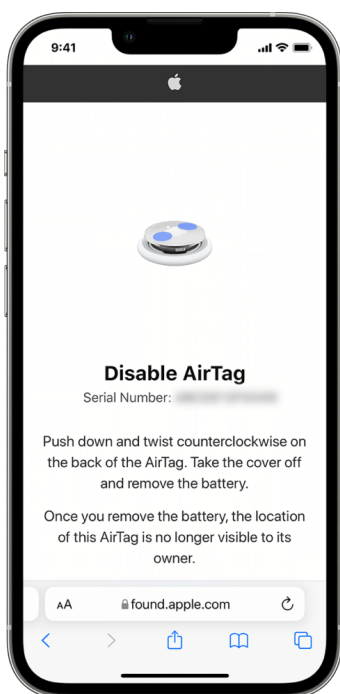 9:41
Disable AirTag
Serial Number:
Push down and twist counterclockwise on
the back of the AirTag. Take the cover off
and remove the battery.
Once you remove the battery, the location
of this AirTag is no longer visible to its
owner.
AA
found.apple.com